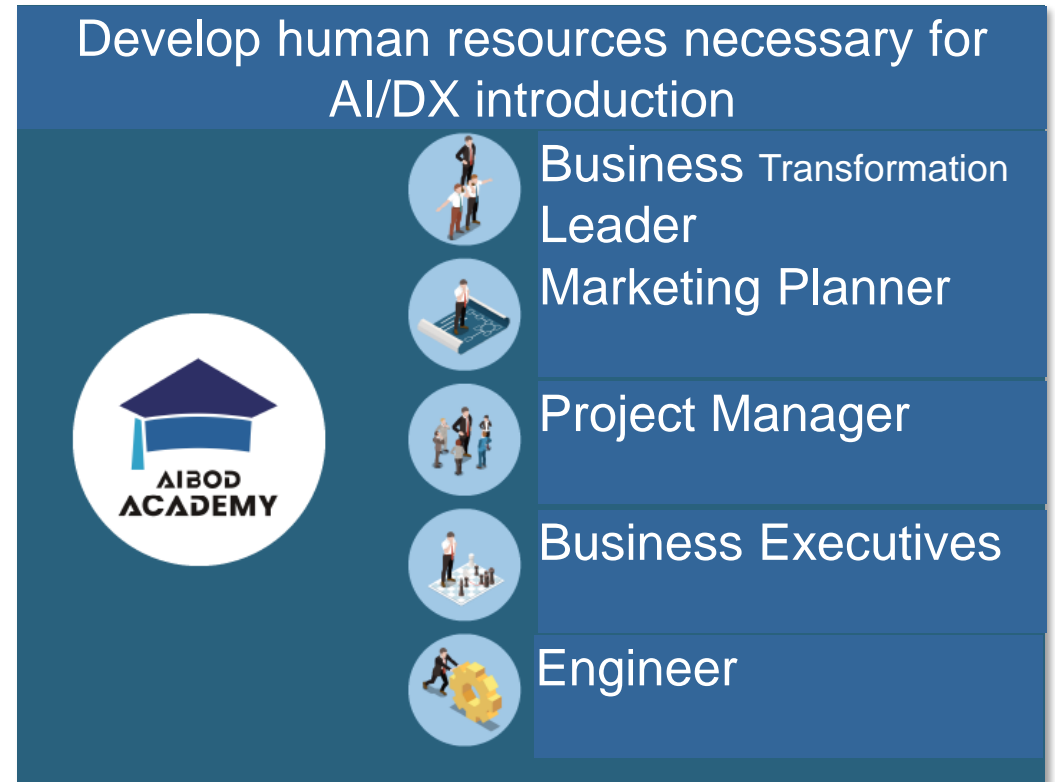 Develop human resources necessary for
AI/DX introduction
Business Transformation
Leader
Marketing Planner
Project Manager
Business Executives
Engineer
AIBOD
ACADEMY